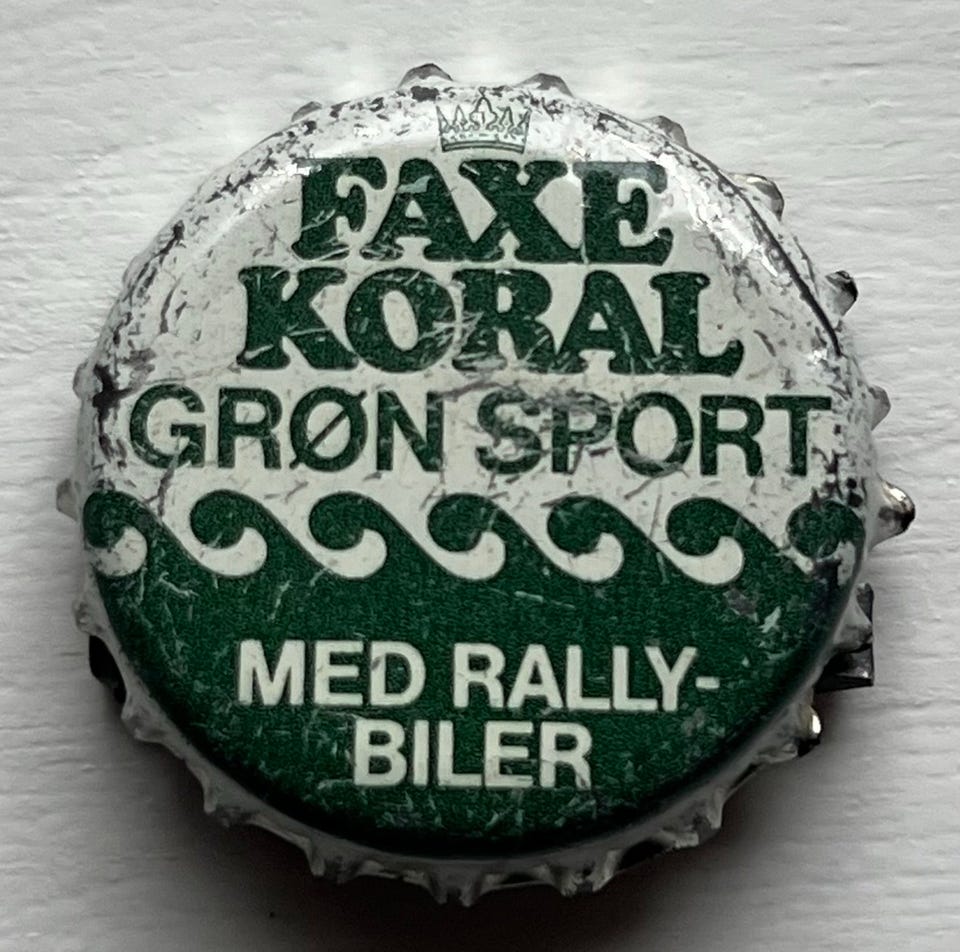 FAXE
KORAL
GRØN SPORT
MED RALLY-
BILER